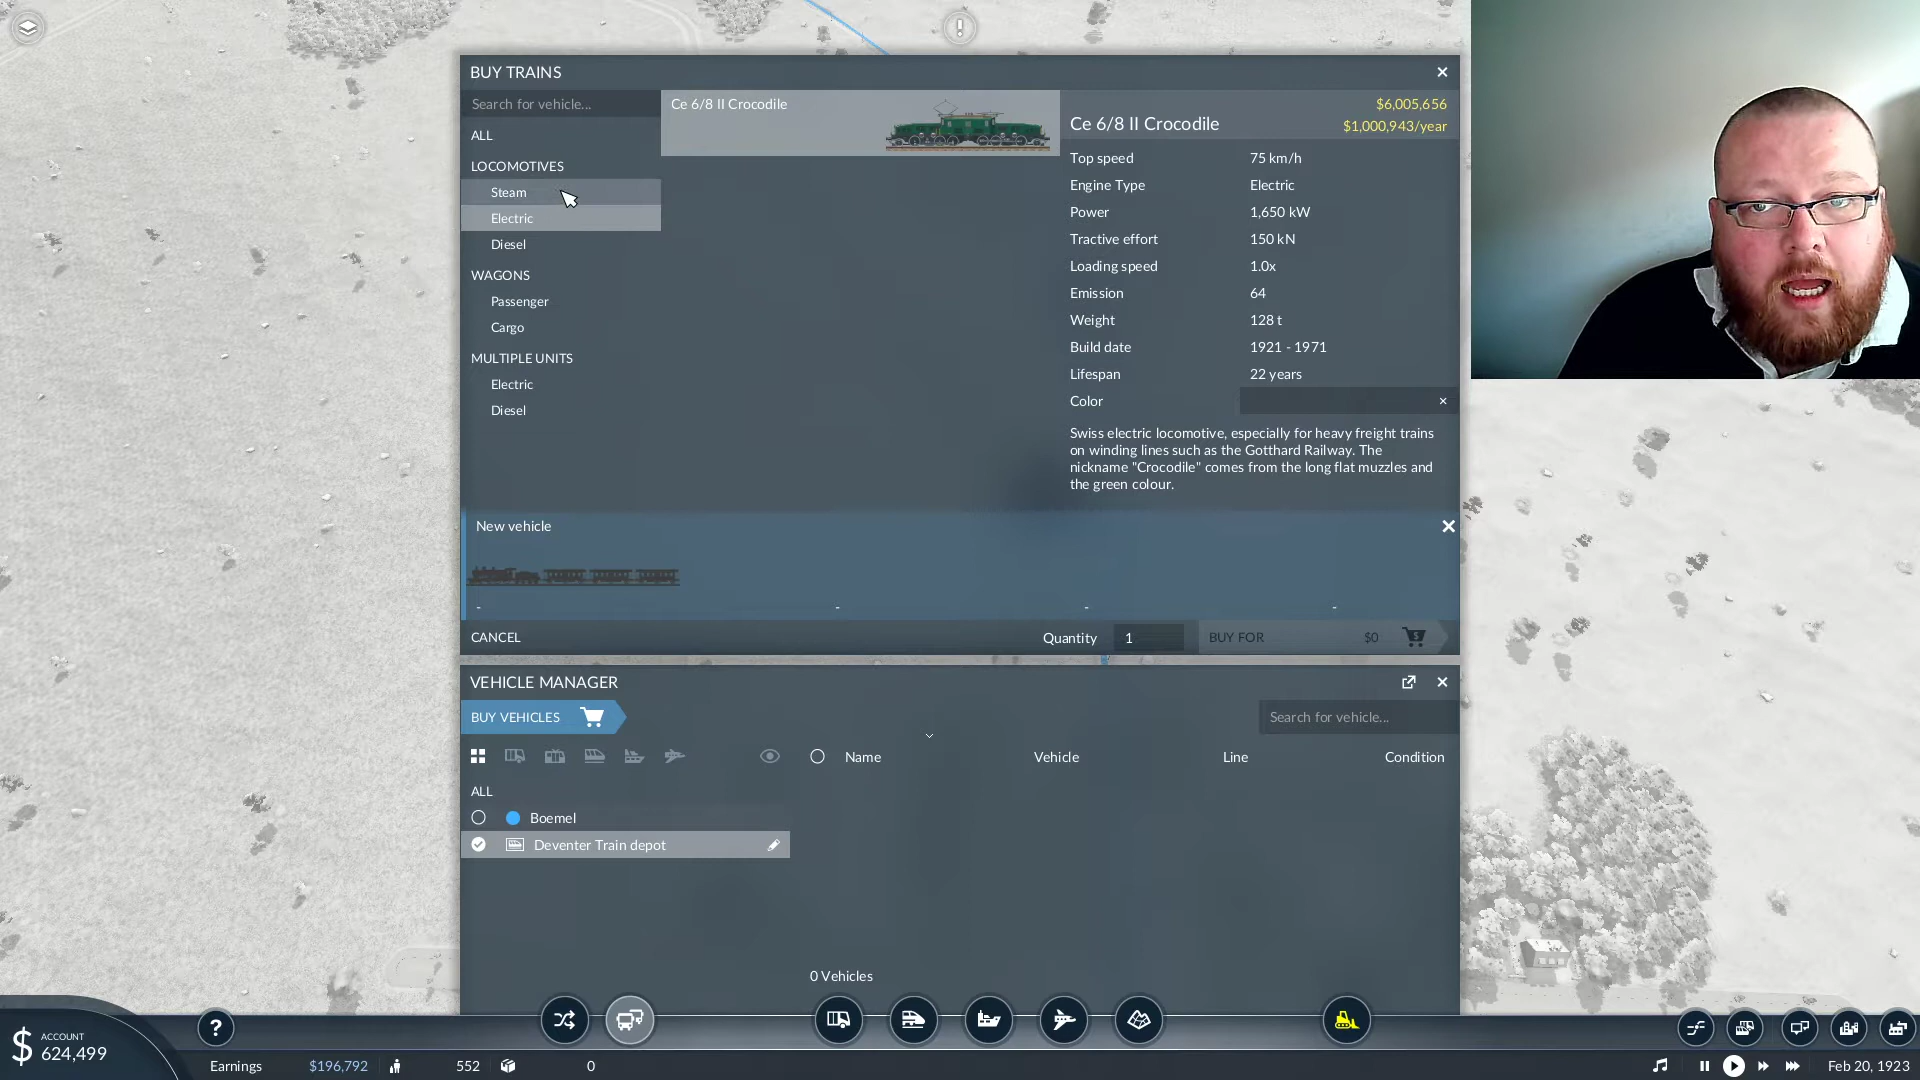 BUY TRAINS
Search for vehicle...
ALL
LOCOMOTIVES
Steam
Electric
Diesel
WAGONS
Passenger
Cargo
MULTIPLE UNITS
Electric
Diesel
Ce 6/8 II Crocodile
Ce 6/8 II Crocodile
$6,005,656
$1,000,943/year
Top speed 75 km/h
Engine Type Electric
Power 1,650 kW
Tractive effort 150 kN
Loading speed 1.0x
Emission 64
Weight 128 t
Build date 1921 - 1971
Lifespan 22 years
Color
Swiss electric locomotive, especially for heavy freight trains
on winding lines such as the Gotthard Railway. The
nickname "Crocodile" comes from the long flat muzzles and
the green colour.
New vehicle
- - - -
CANCEL Quantity 1 BUY FOR $0
VEHICLE MANAGER
BUY VEHICLES Search for vehicle...
Name Vehicle Line Condition
ALL
Boemel
Deventer Train depot
0 Vehicles
$ ACCOUNT
624,499
?
Earnings $196,792 552 0 Feb 20, 1923